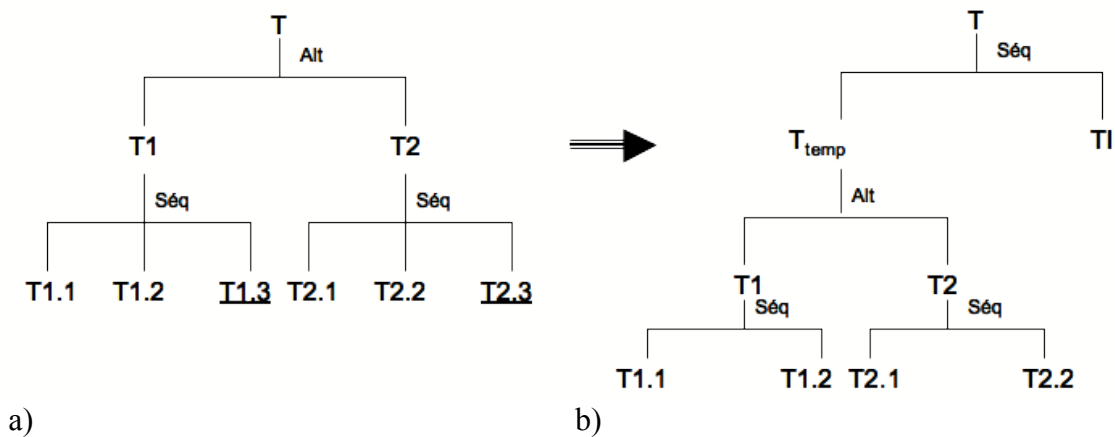 T
Alt
T1
T2
Séq
Séq
T1.1 T1.2 T1.3 T2.1 T2.2 T2.3
a)
T
Séq
Ttemp
TI
Alt
T1
T2
Séq
Séq
T1.1 T1.2 T2.1 T2.2
b)